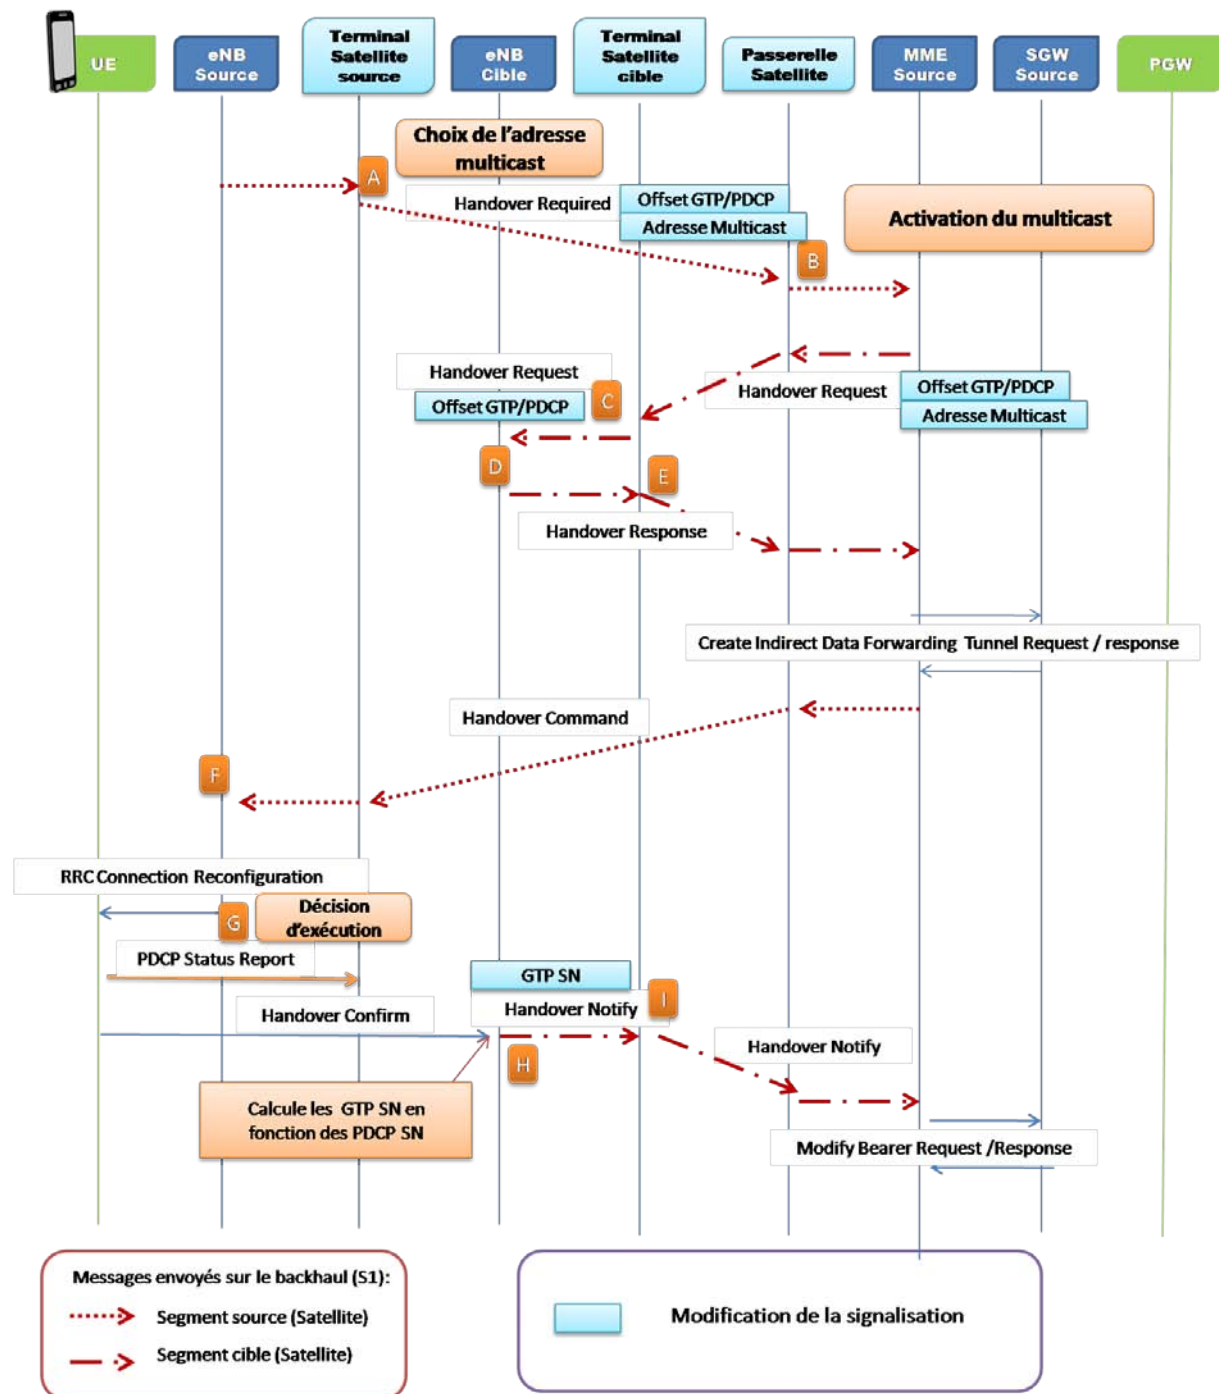 UE
eNB
Source
Terminal
Satellite
source
eNB
Cible
Terminal
Satellite
cible
Passerelle
Satellite
MME
Source
SGW
Source
PGW
Choix de l'adresse
multicast
A
Handover Required
Offset GTP/PDCP
Adresse Multicast
Activation du multicast
B
Handover Request
Offset GTP/PDCP
C
Handover Request
Offset GTP/PDCP
Adresse Multicast
D
E
Handover Response
Create Indirect Data Forwarding Tunnel Request / response
Handover Command
F
RRC Connection Reconfiguration
G
Décision
d'exécution
PDCP Status Report
GTP SN
Handover Notify
I
Handover Confirm
Handover Notify
H
Calcule les GTP SN en
fonction des PDCP SN
Modify Bearer Request /Response
Messages envoyés sur le backhaul (S1):
Segment source (Satellite)
Segment cible (Satellite)
Modification de la signalisation